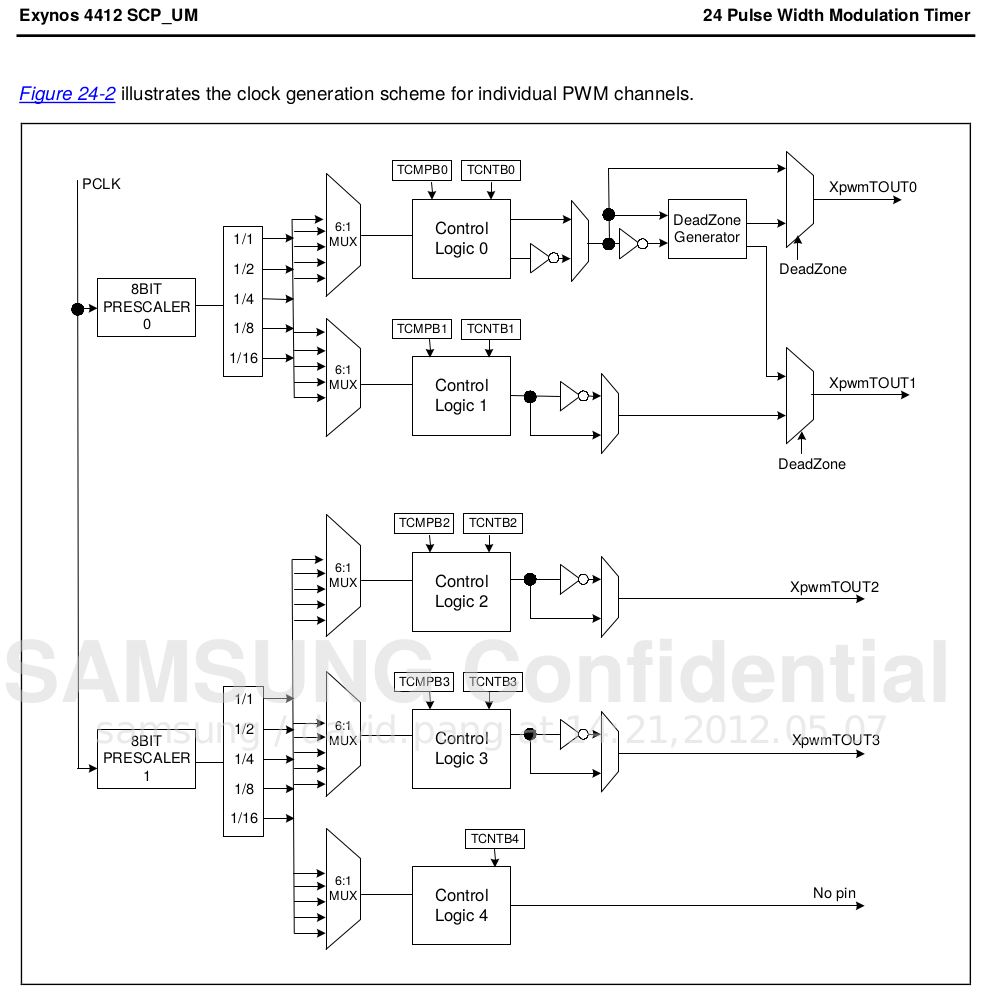 Exynos 4412 SCP_UM
24 Pulse Width Modulation Timer
Figure 24-2 illustrates the clock generation scheme for individual PWM channels.
PCLK
8BIT
PRESCALER
0
1/1
1/2
1/4
1/8
1/16
6:1
MUX
TCMPB0
TCNTB0
Control
Logic 0
DeadZone
Generator
XpwmTOUT0
DeadZone
6:1
MUX
TCMPB1
TCNTB1
Control
Logic 1
XpwmTOUT1
DeadZone
6:1
MUX
TCMPB2
TCNTB2
Control
Logic 2
XpwmTOUT2
SAMSUNG Confidential
samsung / david.pang at 14:21,2012.05.07
8BIT
PRESCALER
1
1/1
1/2
1/4
1/8
1/16
6:1
MUX
TCMPB3
TCNTB3
Control
Logic 3
XpwmTOUT3
6:1
MUX
TCNTB4
Control
Logic 4
No pin